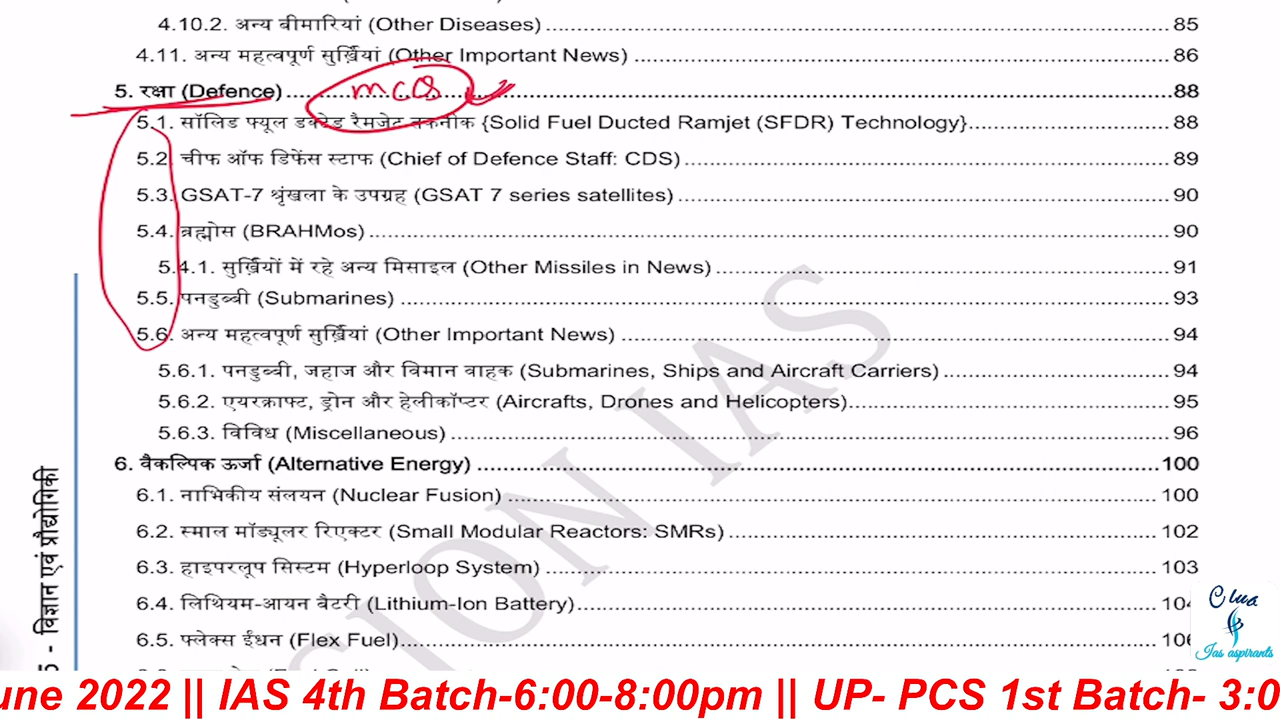 4.10.2. अन्य बीमारियां (Other Diseases) 85
4.11. अन्य महत्वपूर्ण सुर्ख़ियां (Other Important News) 86
5. रक्षा (Defence) 88
MCQs
5.1. सॉलिड फ्यूल डक्टेड रैमजेट तकनीक {Solid Fuel Ducted Ramjet (SFDR) Technology} 88
5.2. चीफ ऑफ डिफेंस स्टाफ (Chief of Defence Staff: CDS) 89
5.3. GSAT-7 श्रृंखला के उपग्रह (GSAT 7 series satellites) 90
5.4. ब्रह्मोस (BRAHMos) 90
5.4.1. सुर्ख़ियों में रहे अन्य मिसाइल (Other Missiles in News) 91
5.5. पनडुब्बी (Submarines) 93
5.6. अन्य महत्वपूर्ण सुर्ख़ियां (Other Important News) 94
5.6.1. पनडुब्बी, जहाज और विमान वाहक (Submarines, Ships and Aircraft Carriers) 94
5.6.2. एयरक्राफ्ट, ड्रोन और हेलीकॉप्टर (Aircrafts, Drones and Helicopters) 95
5.6.3. विविध (Miscellaneous) 96
6. वैकल्पिक ऊर्जा (Alternative Energy) 100
6.1. नाभिकीय संलयन (Nuclear Fusion) 100
6.2. स्माल मॉड्यूलर रिएक्टर (Small Modular Reactors: SMRs) 102
6.3. हाइपरलूप सिस्टम (Hyperloop System) 103
6.4. लिथियम-आयन बैटरी (Lithium-Ion Battery) 104
6.5. फ्लेक्स ईंधन (Flex Fuel) 106
- विज्ञान एवं प्रौद्योगिकी
SION IAS
Clue
Ias aspirants
une 2022 || IAS 4th Batch-6:00-8:00pm || UP- PCS 1st Batch- 3:0